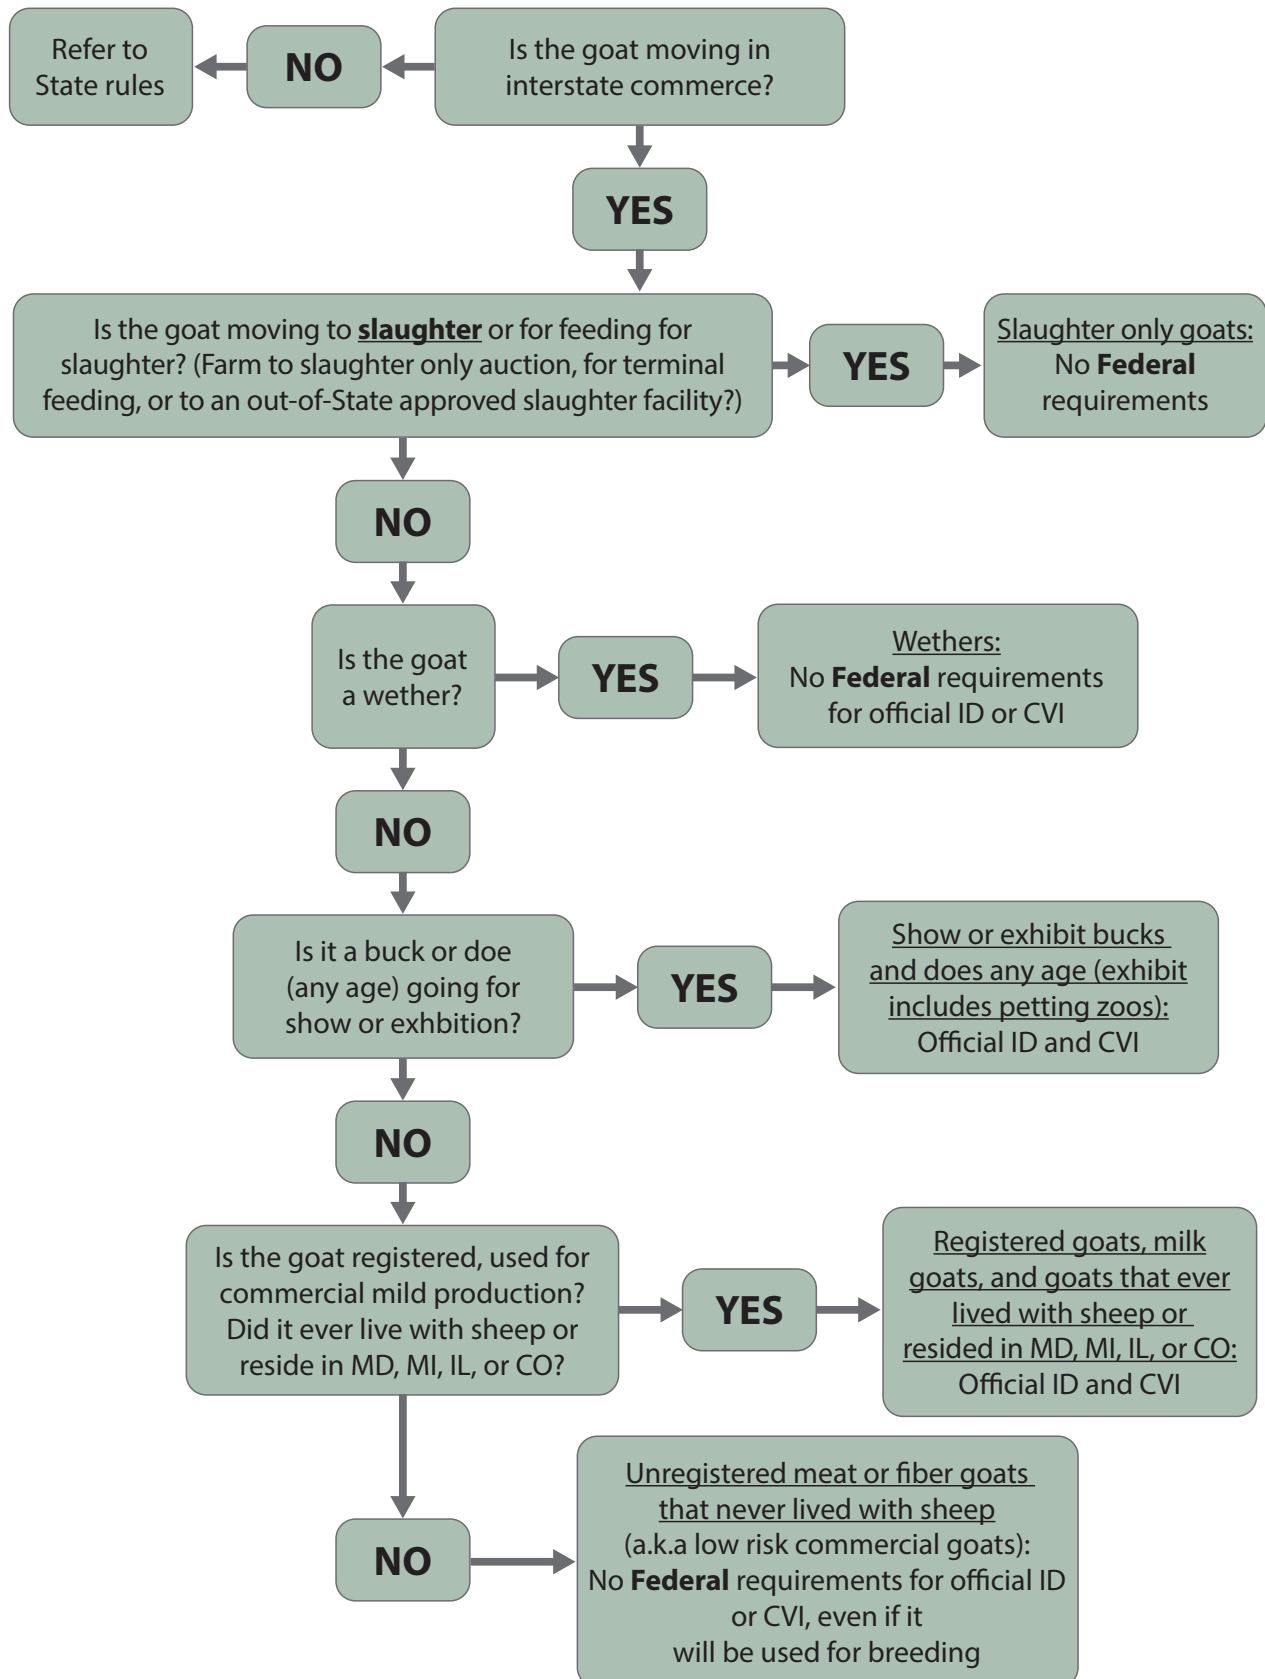 Refer to
State rules
NO
Is the goat moving in
interstate commerce?
YES
Is the goat moving to slaughter or for feeding for
slaughter? (Farm to slaughter only auction, for terminal
feeding, or to an out-of-State approved slaughter facility?)
YES
Slaughter only goats:
No Federal
requirements
NO
Is the goat
a wether?
YES
Wethers:
No Federal requirements
for official ID or CVI
NO
Is it a buck or doe
(any age) going for
show or exhbition?
YES
Show or exhibit bucks
and does any age (exhibit
includes petting zoos):
Official ID and CVI
NO
Is the goat registered, used for
commercial mild production?
Did it ever live with sheep or
reside in MD, MI, IL, or CO?
YES
Registered goats, milk
goats, and goats that ever
lived with sheep or
resided in MD, MI, IL, or CO:
Official ID and CVI
NO
Unregistered meat or fiber goats
that never lived with sheep
(a.k.a low risk commercial goats):
No Federal requirements for official ID
or CVI, even if it
will be used for breeding